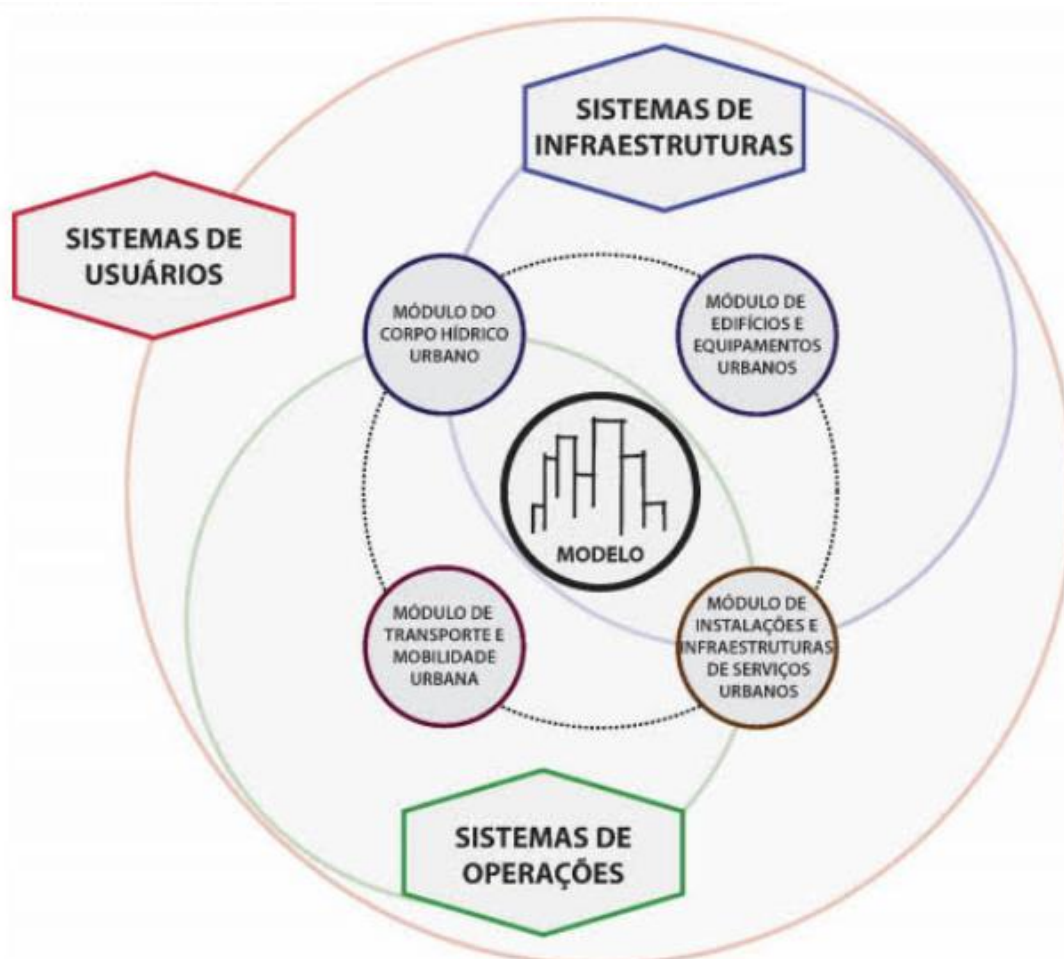 SISTEMAS DE
INFRAESTRUTURAS
SISTEMAS DE
USUÁRIOS
MÓDULO DO
CORPO HÍDRICO
URBANO
MÓDULO DE
EDIFÍCIOS E
EQUIPAMENTOS
URBANOS
MODELO
MÓDULO DE
TRANSPORTE E
MOBILIDADE
URBANA
MÓDULO DE
INSTALAÇÕES E
INFRAESTRUTURAS
DE SERVIÇOS
URBANOS
SISTEMAS DE
OPERAÇÕES